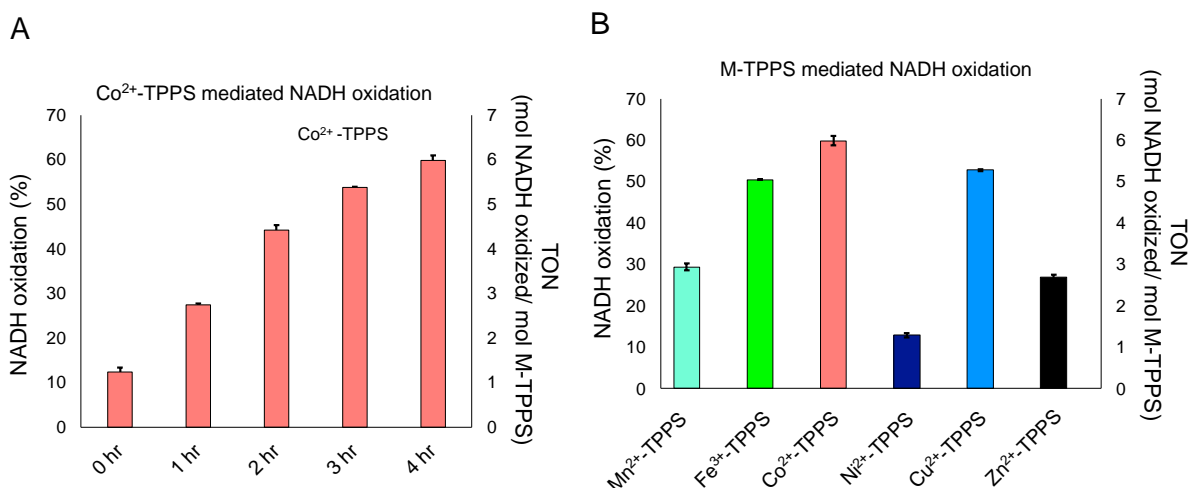 A
Co²⁺-TPPS mediated NADH oxidation
Co²⁺ -TPPS
NADH oxidation (%)
70
60
50
40
30
20
10
0
0 hr
1 hr
2 hr
3 hr
4 hr
7
6
5
4
3
2
1
0
TON
(mol NADH oxidized/ mol M-TPPS)
B
M-TPPS mediated NADH oxidation
NADH oxidation (%)
70
60
50
40
30
20
10
0
Mn²⁺-TPPS
Fe³⁺-TPPS
Co²⁺-TPPS
Ni²⁺-TPPS
Cu²⁺-TPPS
Zn²⁺-TPPS
7
6
5
4
3
2
1
0
TON
(mol NADH oxidized/ mol M-TPPS)